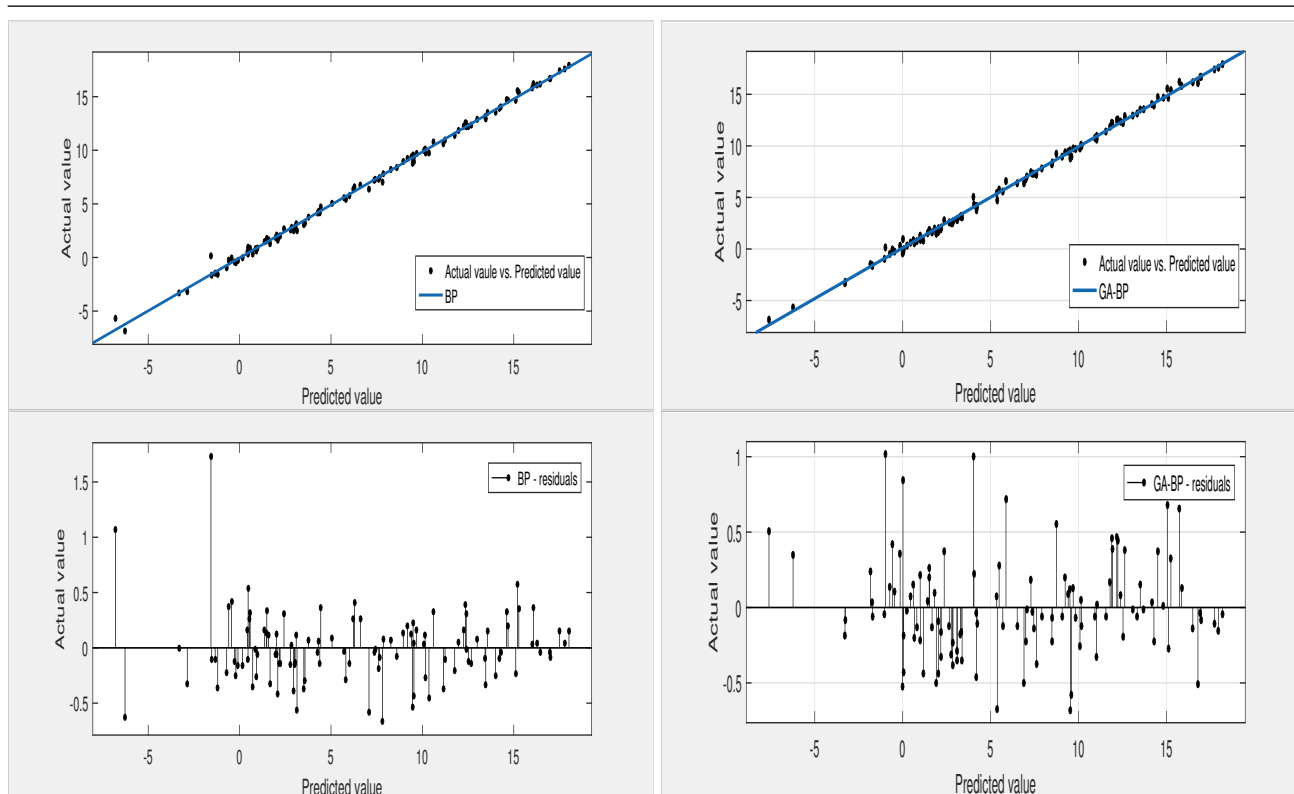 15
10
5
0
-5
Actual value
-5
0
5
10
15
Predicted value
Actual vaule vs. Predicted value
BP
15
10
5
0
-5
Actual value
-5
0
5
10
15
Predicted value
Actual value vs. Predicted value
GA-BP
1.5
1
0.5
0
-0.5
Actual value
-5
0
5
10
15
Predicted value
BP - residuals
1
0.5
0
-0.5
Actual value
-5
0
5
10
15
Predicted value
GA-BP - residuals